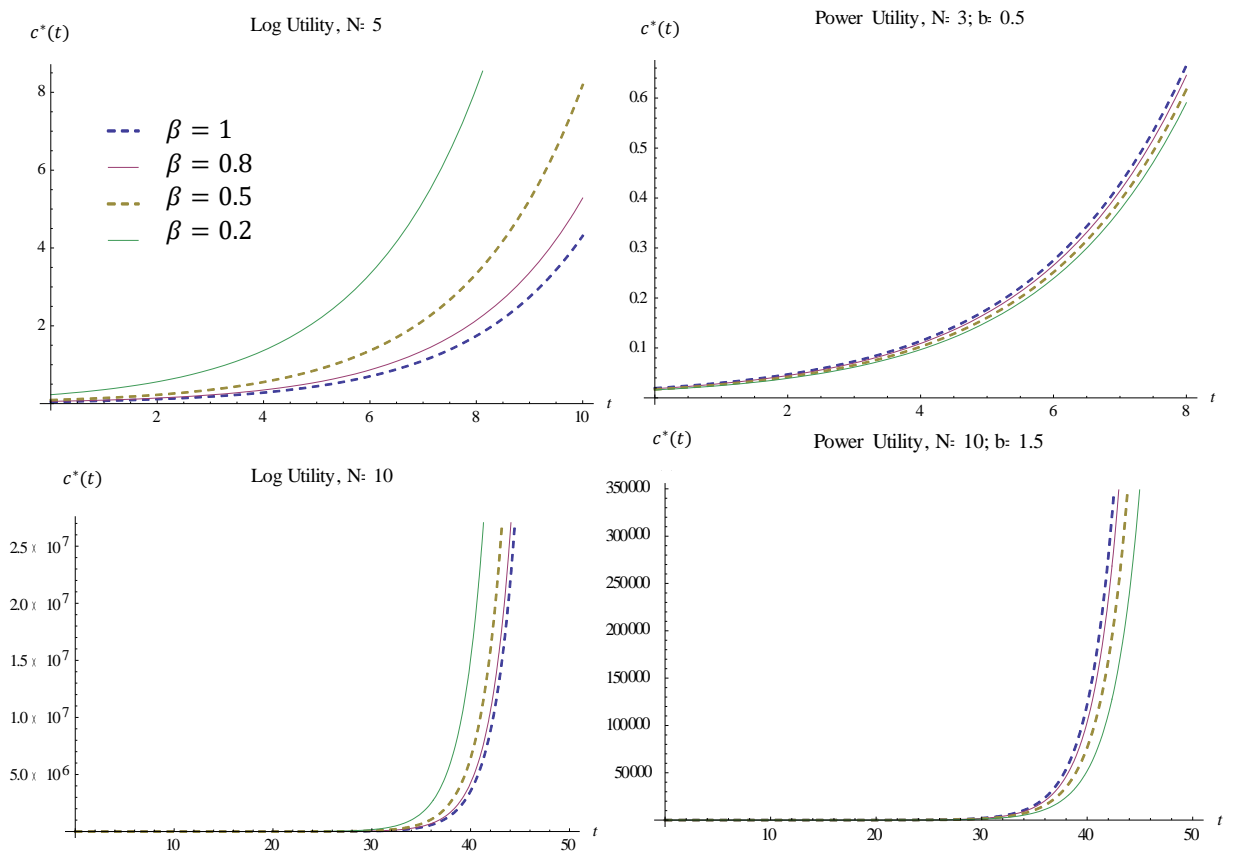 c*(t)
Log Utility, N= 5
8
6
4
2
β = 1
β = 0.8
β = 0.5
β = 0.2
2 4 6 8 10 t
c*(t)
Power Utility, N= 3; b= 0.5
0.6
0.5
0.4
0.3
0.2
0.1
2 4 6 8 t
c*(t)
Log Utility, N= 10
2.5 × 10^7
2.0 × 10^7
1.5 × 10^7
1.0 × 10^7
5.0 × 10^6
10 20 30 40 50 t
c*(t)
Power Utility, N= 10; b= 1.5
350000
300000
250000
200000
150000
100000
50000
10 20 30 40 50 t